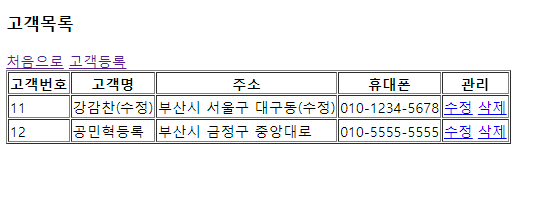 고객목록
처음으로 고객등록
고객번호 고객명 주소 휴대폰 관리
11 강감찬(수정) 부산시 서울구 대구동(수정) 010-1234-5678 수정 삭제
12 공민혁등록 부산시 금정구 중앙대로 010-5555-5555 수정 삭제